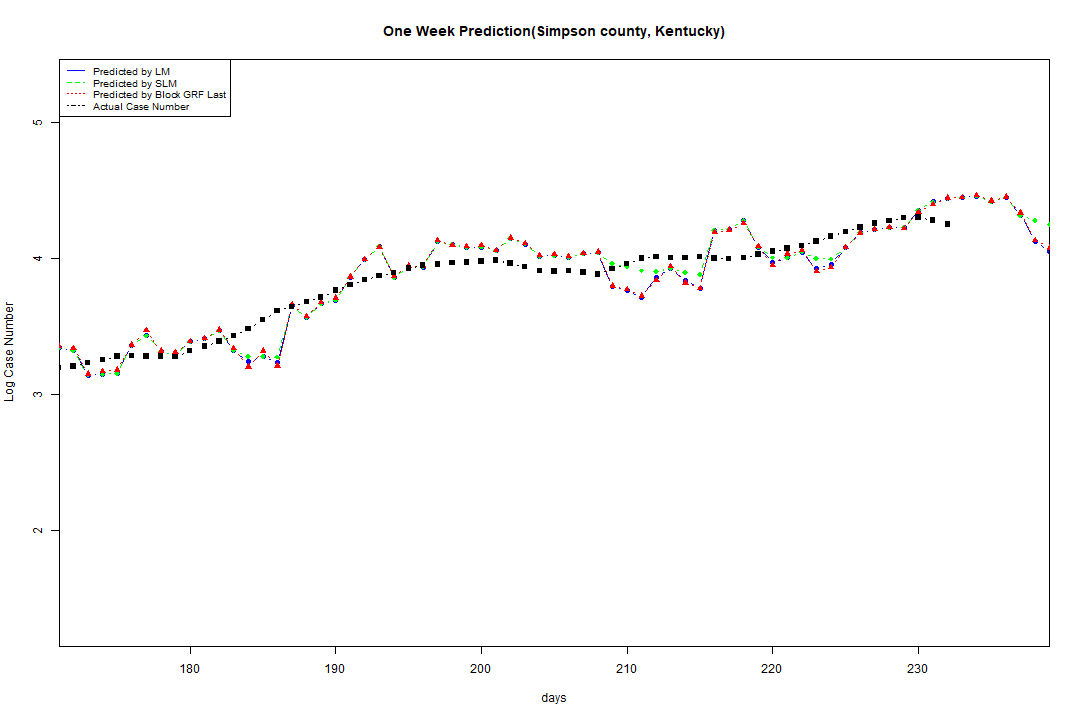 One Week Prediction(Simpson county, Kentucky)
Predicted by LM
Predicted by SLM
Predicted by Block GRF Last
Actual Case Number
5
4
3
2
Log Case Number
180 190 200 210 220 230
days